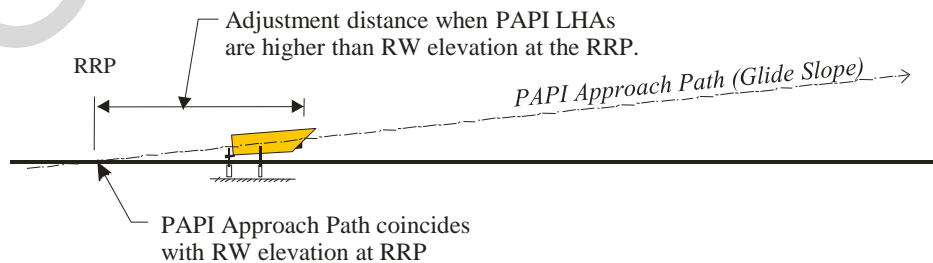 Adjustment distance when PAPI LHAs
are higher than RW elevation at the RRP.
RRP
PAPI Approach Path (Glide Slope)
PAPI Approach Path coincides
with RW elevation at RRP